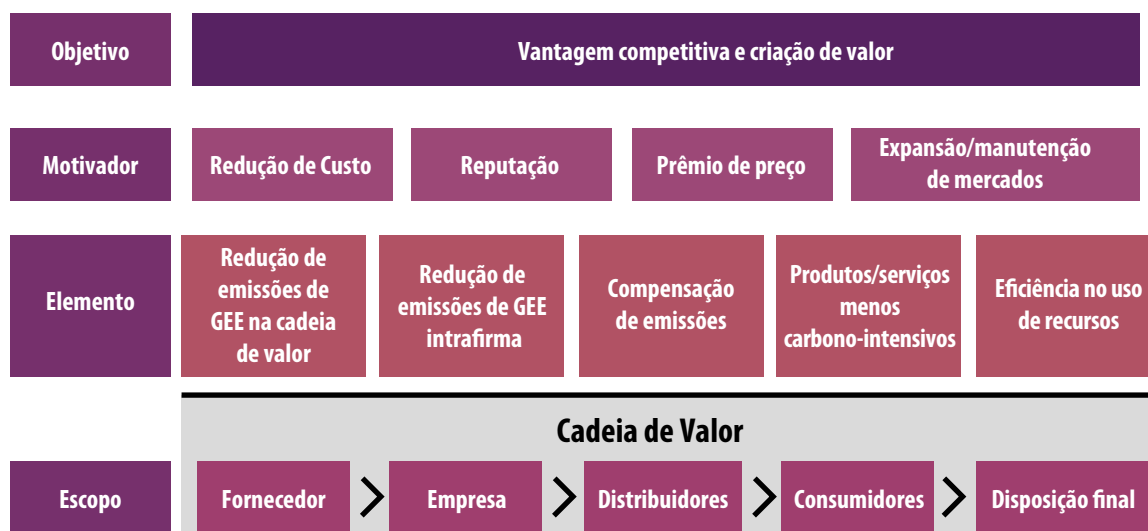 Objetivo
Vantagem competitiva e criação de valor
Motivador
Redução de Custo
Reputação
Prêmio de preço
Expansão/manutenção
de mercados
Elemento
Redução de
emissões de
GEE na cadeia
de valor
Redução de
emissões de GEE
intrafirma
Compensação
de emissões
Produtos/serviços
menos
carbono-intensivos
Eficiência no uso
de recursos
Cadeia de Valor
Escopo
Fornecedor
Empresa
Distribuidores
Consumidores
Disposição final